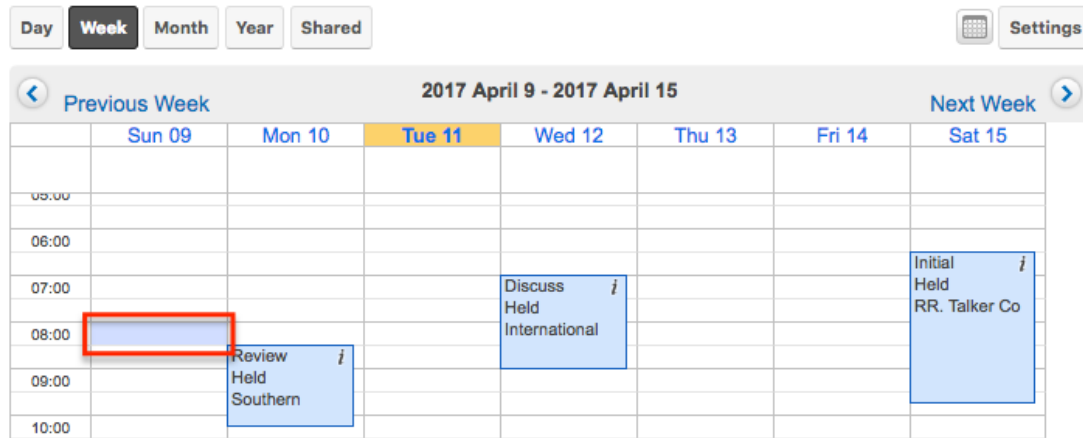 Day Week Month Year Shared Settings
2017 April 9 - 2017 April 15
Previous Week Next Week
Sun 09 Mon 10 Tue 11 Wed 12 Thu 13 Fri 14 Sat 15
05:00
06:00
Initial i
Held
RR. Talker Co
07:00
Discuss i
Held
International
08:00
Review i
Held
Southern
09:00
10:00